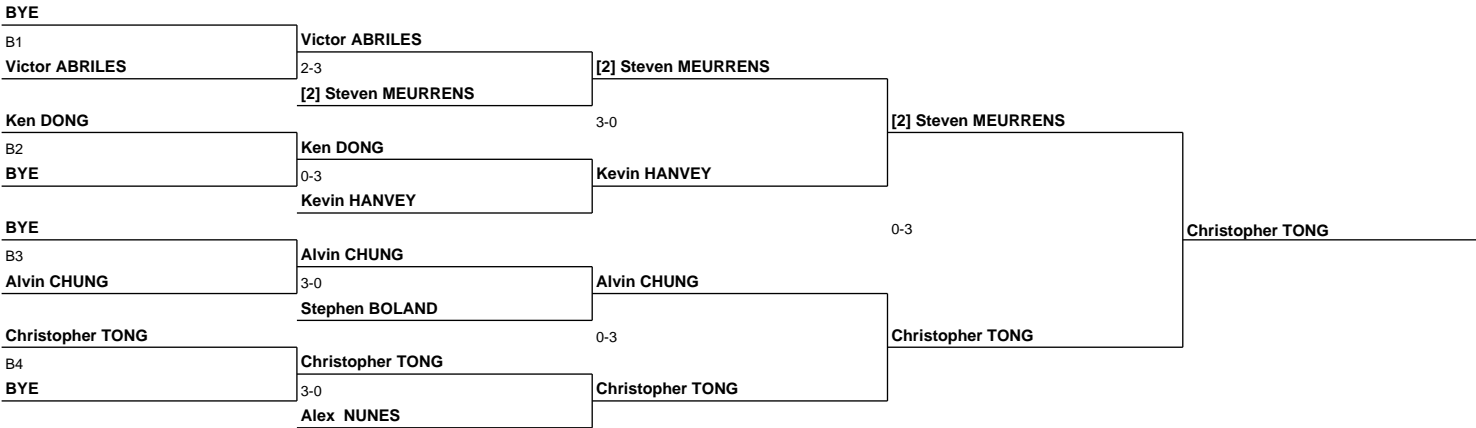 BYE
B1
Victor ABRILES
Victor ABRILES
2-3
[2] Steven MEURRENS
[2] Steven MEURRENS
Ken DONG
B2
BYE
Ken DONG
0-3
Kevin HANVEY
3-0
Kevin HANVEY
[2] Steven MEURRENS
BYE
B3
Alvin CHUNG
Alvin CHUNG
3-0
Stephen BOLAND
Alvin CHUNG
Christopher TONG
B4
BYE
Christopher TONG
3-0
Alex NUNES
0-3
Christopher TONG
Christopher TONG
0-3
Christopher TONG